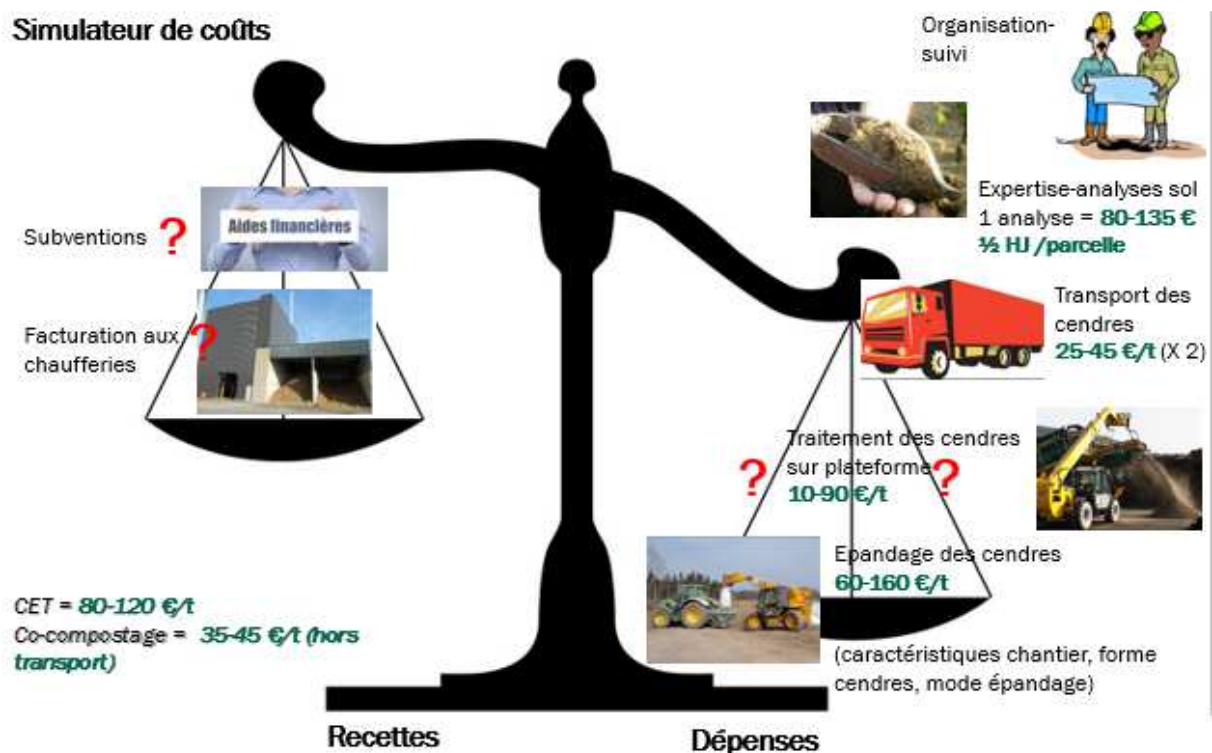 Simulateur de coûts
Organisation-
suivi
Aides financières
Subventions ?
Expertise-analyses sol
1 analyse = 80-135 €
½ HJ /parcelle
Facturation aux ?
chaufferies
Transport des
cendres
25-45 €/t (X 2)
Traitement des cendres
? sur plateforme ?
10-90 €/t
Epandage des cendres
60-160 €/t
CET = 80-120 €/t
Co-compostage = 35-45 €/t (hors
transport)
(caractéristiques chantier, forme
cendres, mode épandage)
Recettes
Dépenses